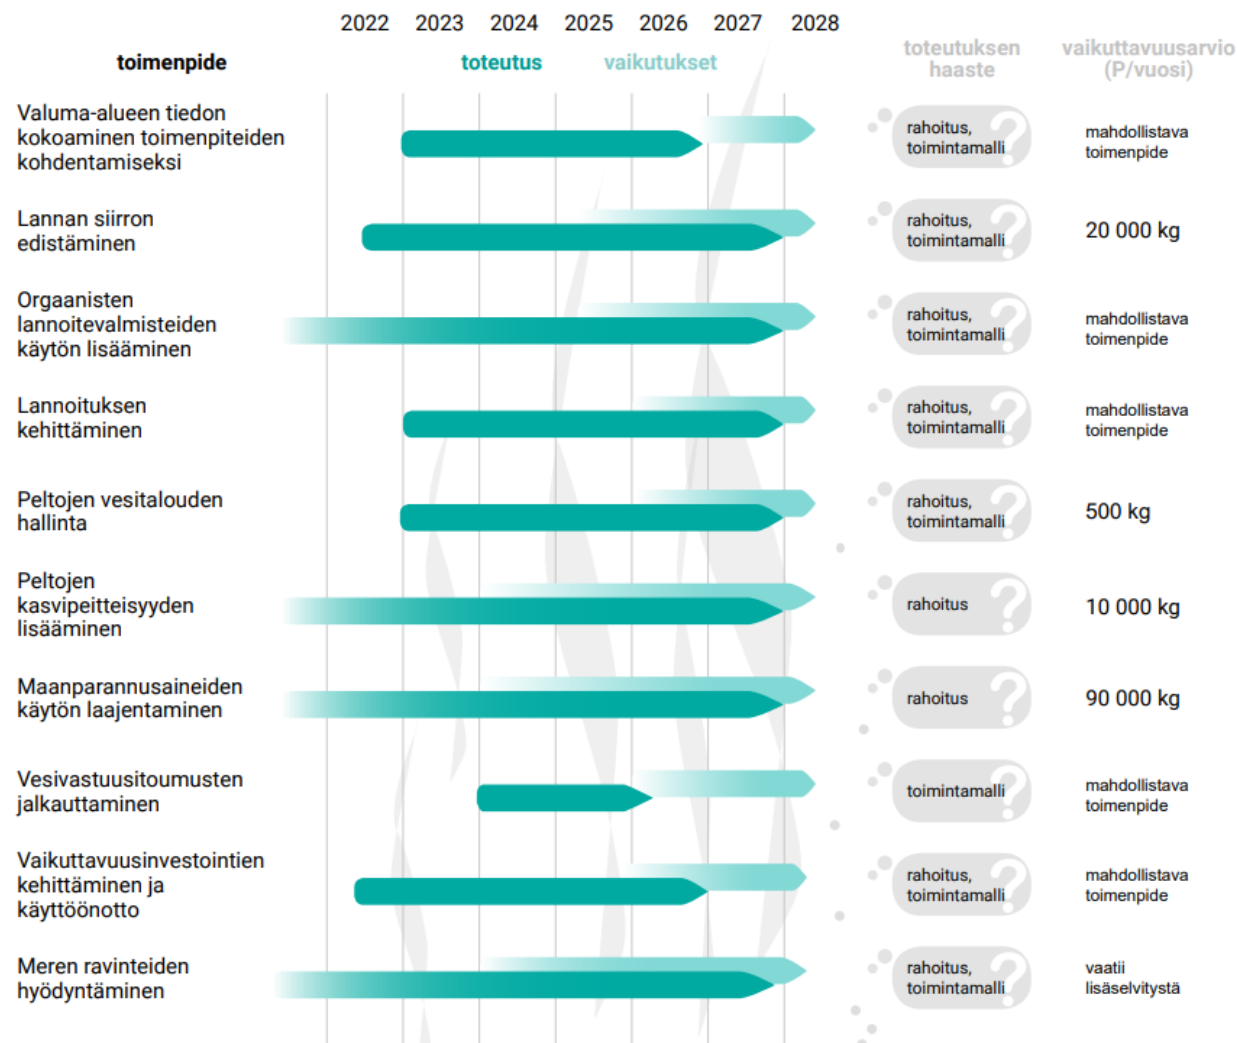 2022 2023 2024 2025 2026 2027 2028
toimenpide toteutus vaikutukset
toteutuksen
haaste
vaikuttavuusarvio
(P/vuosi)
Valuma-alueen tiedon
kokoaminen toimenpiteiden
kohdentamiseksi
rahoitus,
toimintamalli
?
mahdollistava
toimenpide
Lannan siirron
edistäminen
rahoitus,
toimintamalli
?
20 000 kg
Orgaanisten
lannoitevalmisteiden
käytön lisääminen
rahoitus,
toimintamalli
?
mahdollistava
toimenpide
Lannoituksen
kehittäminen
rahoitus,
toimintamalli
?
mahdollistava
toimenpide
Peltojen vesitalouden
hallinta
rahoitus,
toimintamalli
?
500 kg
Peltojen
kasvipeitteisyyden
lisääminen
rahoitus
?
10 000 kg
Maanparannusaineiden
käytön laajentaminen
rahoitus
?
90 000 kg
Vesivastuusitoumusten
jalkauttaminen
toimintamalli
?
mahdollistava
toimenpide
Vaikuttavuusinvestointien
kehittäminen ja
käyttöönotto
rahoitus,
toimintamalli
?
mahdollistava
toimenpide
Meren ravinteiden
hyödyntäminen
rahoitus,
toimintamalli
?
vaatii
lisäselvitystä